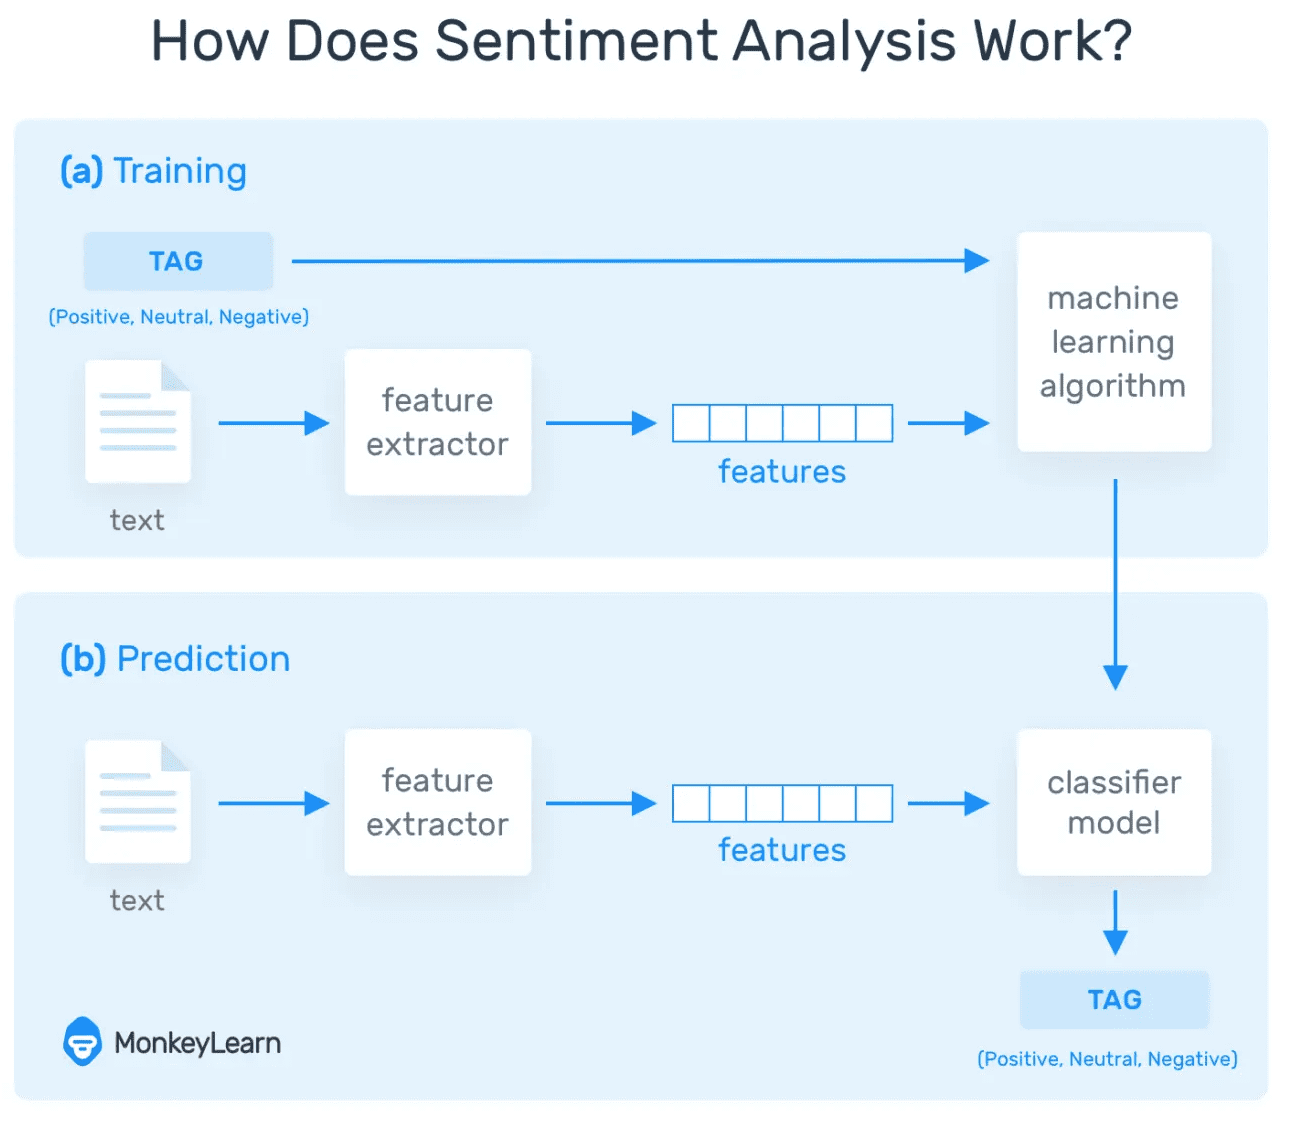 How Does Sentiment Analysis Work?
(a) Training
TAG
(Positive, Neutral, Negative)
text
feature
extractor
features
machine
learning
algorithm
(b) Prediction
text
feature
extractor
features
classifier
model
TAG
(Positive, Neutral, Negative)
MonkeyLearn